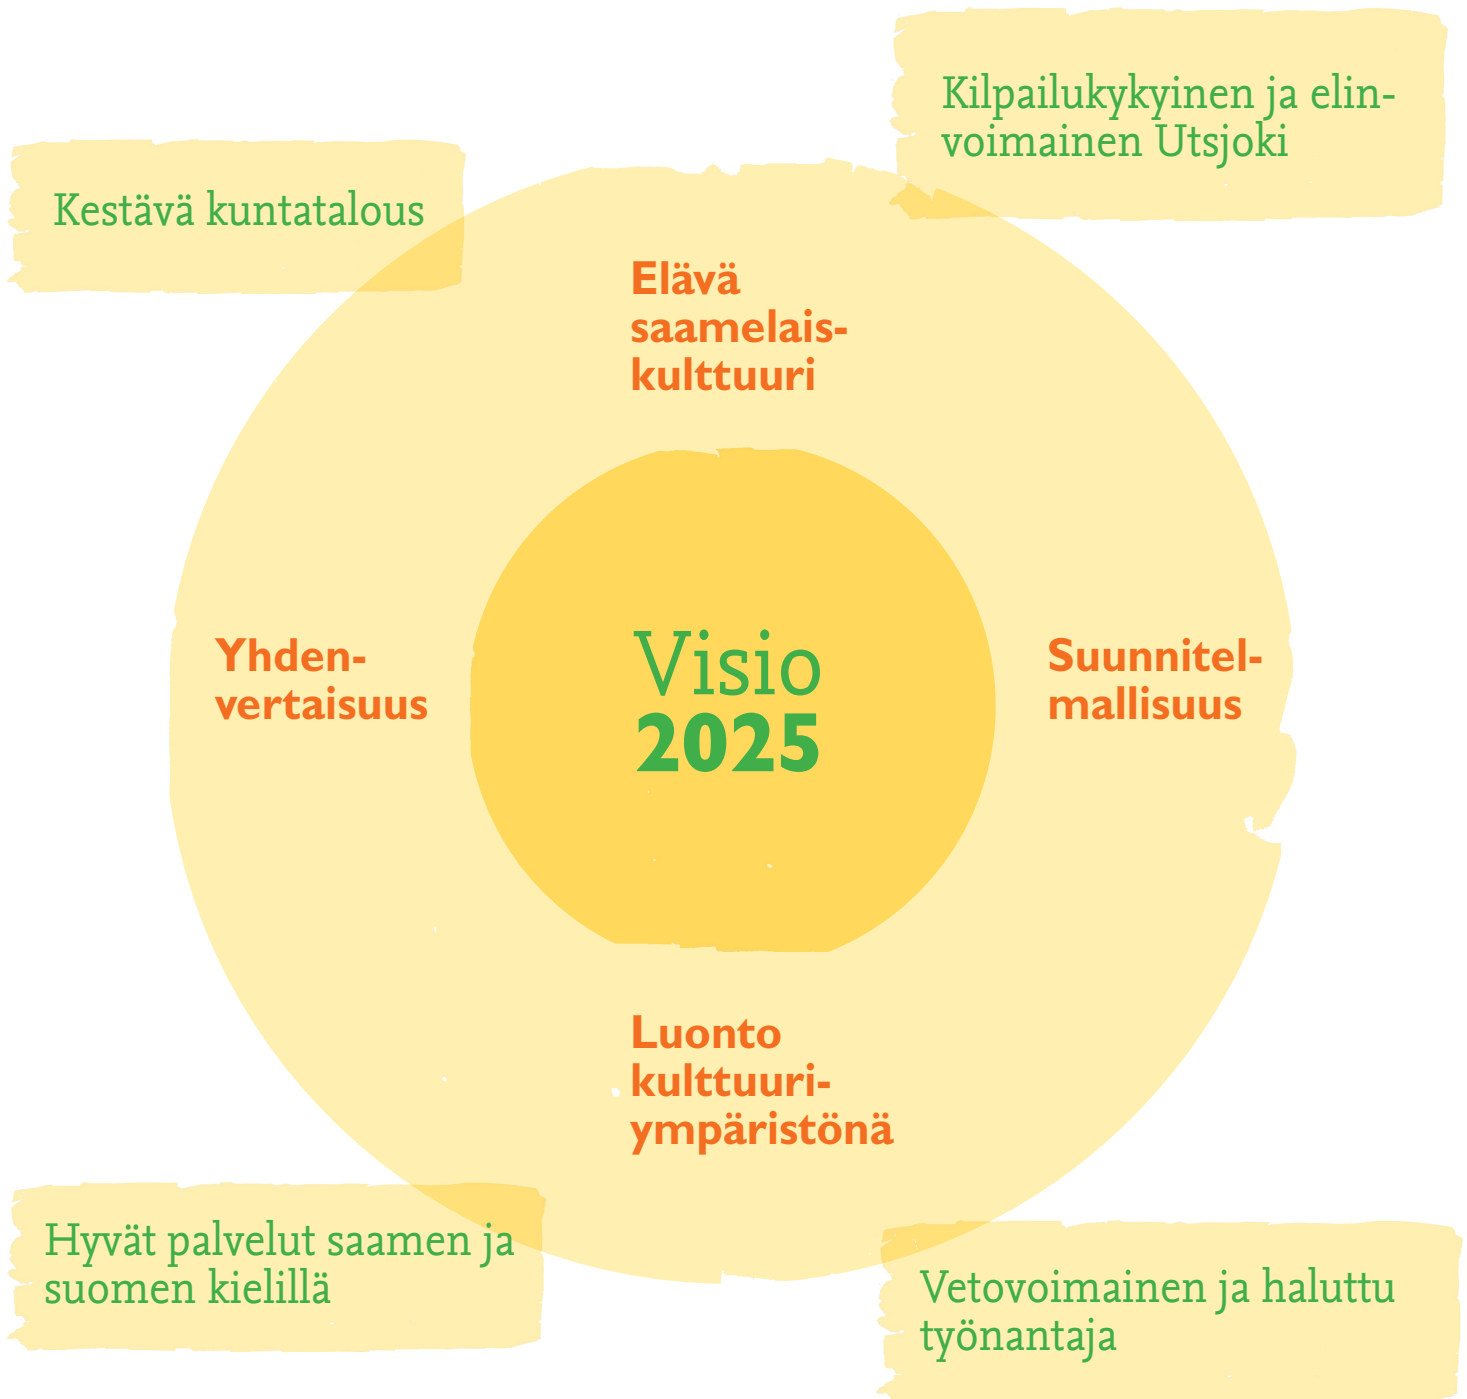 Kilpailukykyinen ja elin-
voimainen Utsjoki
Kestävä kuntatalous
Elävä
saamelais-
kulttuuri
Yhden-
vertaisuus
Visio
2025
Suunnitel-
mallisuus
Luonto
kulttuuri-
ympäristönä
Hyvät palvelut saamen ja
suomen kielillä
Vetovoimainen ja haluttu
työnantaja